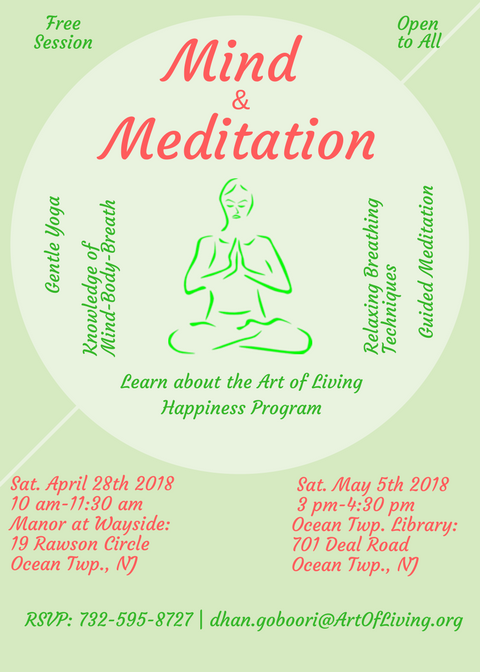 Free
Session
Open
to All
Mind
&
Meditation
Gentle Yoga
Knowledge of
Mind-Body-Breath
Relaxing Breathing
Techniques
Guided Meditation
Learn about the Art of Living
Happiness Program
Sat. April 28th 2018
10 am-11:30 am
Manor at Wayside:
19 Rawson Circle
Ocean Twp., NJ
Sat. May 5th 2018
3 pm-4:30 pm
Ocean Twp. Library:
701 Deal Road
Ocean Twp., NJ
RSVP: 732-595-8727 | dhan.goboori@ArtOfLiving.org